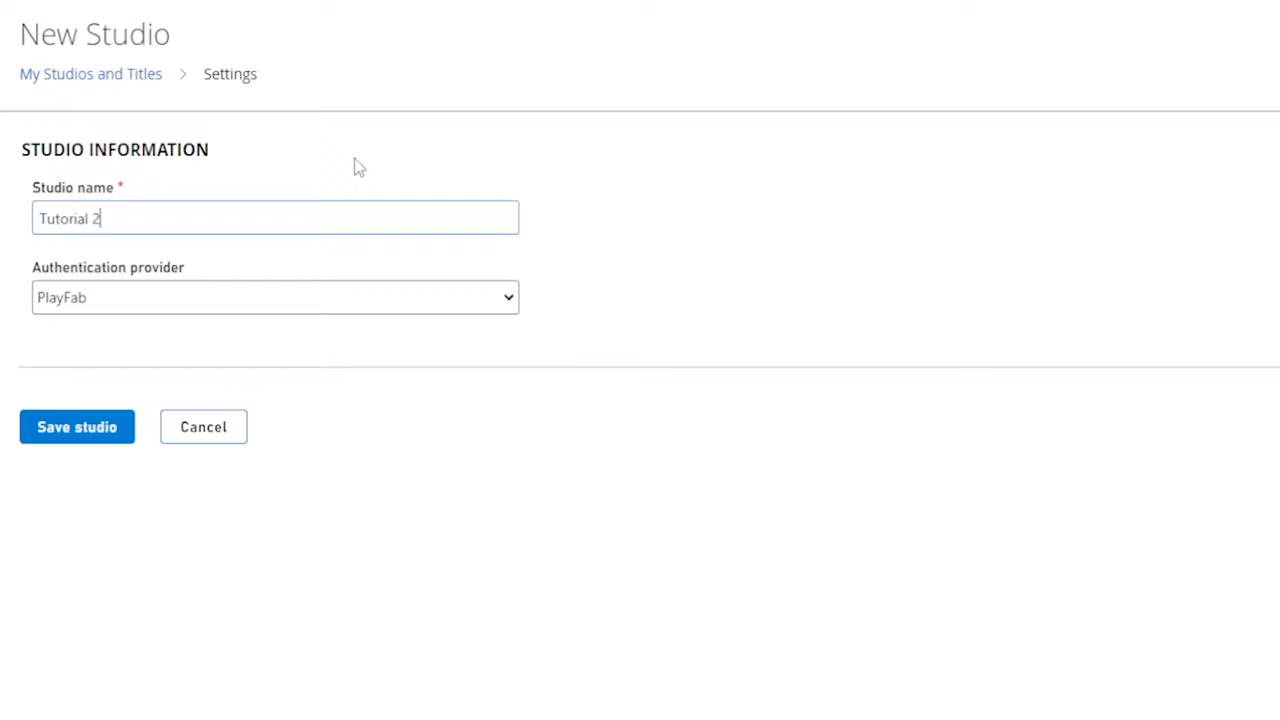 New Studio
My Studios and Titles > Settings
STUDIO INFORMATION
Studio name *
Tutorial 2
Authentication provider
PlayFab
Save studio Cancel